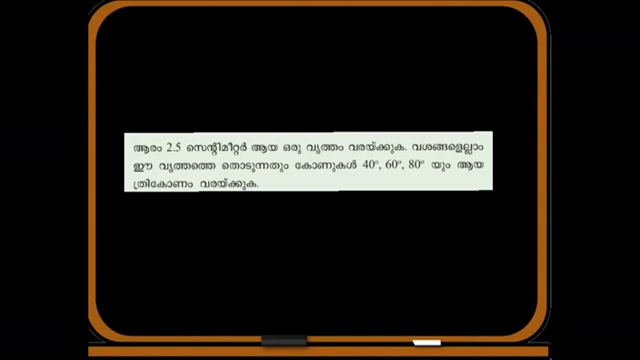 ആരം 2.5 സെന്റിമീറ്റർ ആയ ഒരു വൃത്തം വരയ്ക്കുക. വശങ്ങളെല്ലാം
ഈ വൃത്തത്തെ തൊടുന്നതും കോണുകൾ 40°, 60°, 80° യും ആയ
ത്രികോണം വരയ്ക്കുക.